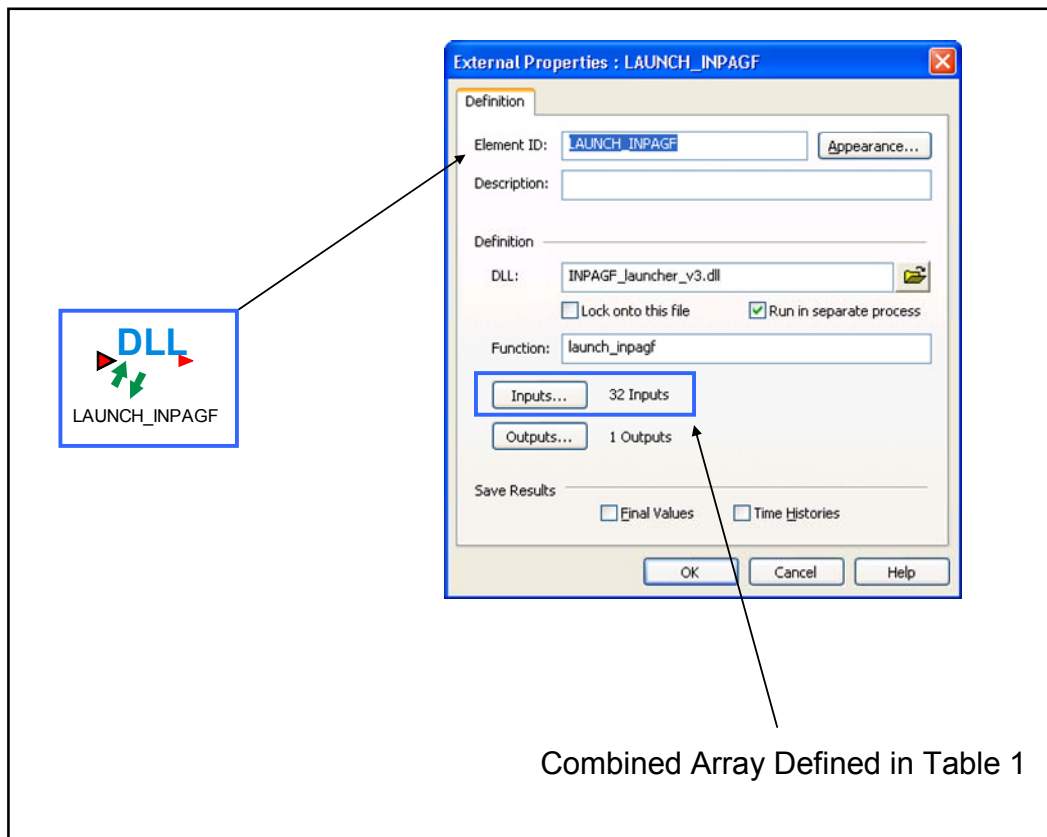 External Properties : LAUNCH_INPAGF
Definition
Element ID: LAUNCH_INPAGF Appearance...
Description:
Definition
DLL: INPAGF_launcher_v3.dll
Lock onto this file Run in separate process
Function: launch_inpagf
Inputs... 32 Inputs
Outputs... 1 Outputs
Save Results
Final Values Time Histories
OK Cancel Help
DLL
LAUNCH_INPAGF
Combined Array Defined in Table 1